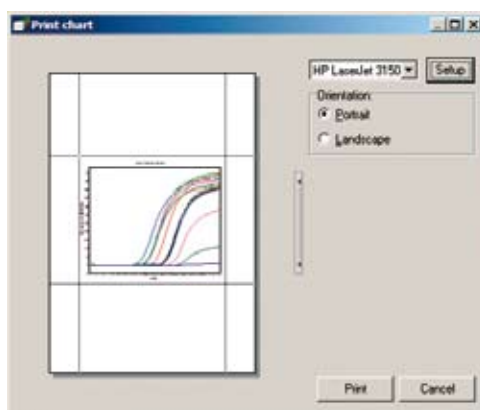 Print chart
HP LaserJet 3150
Setup
Orientation
Portrait
Landscape
Print
Cancel